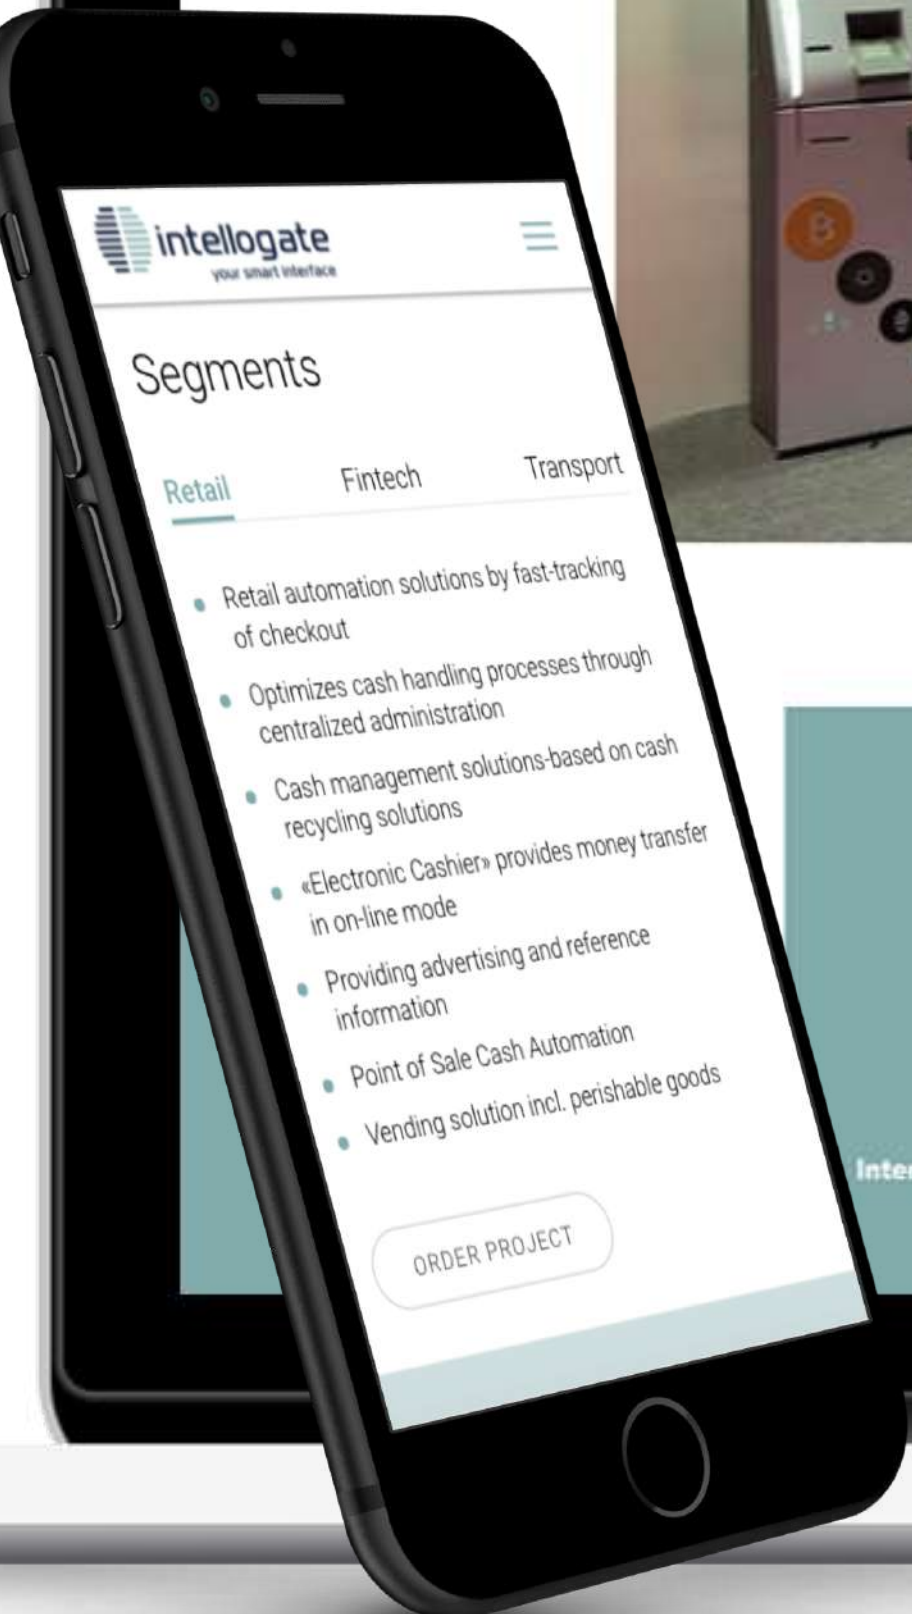 intellogate
your smart interface
Segments
Retail Fintech Transport
Retail automation solutions by fast-tracking
of checkout
Optimizes cash handling processes through
centralized administration
Cash management solutions-based on cash
recycling solutions
«Electronic Cashier» provides money transfer
in on-line mode
Providing advertising and reference
information
Point of Sale Cash Automation
Vending solution incl. perishable goods
ORDER PROJECT